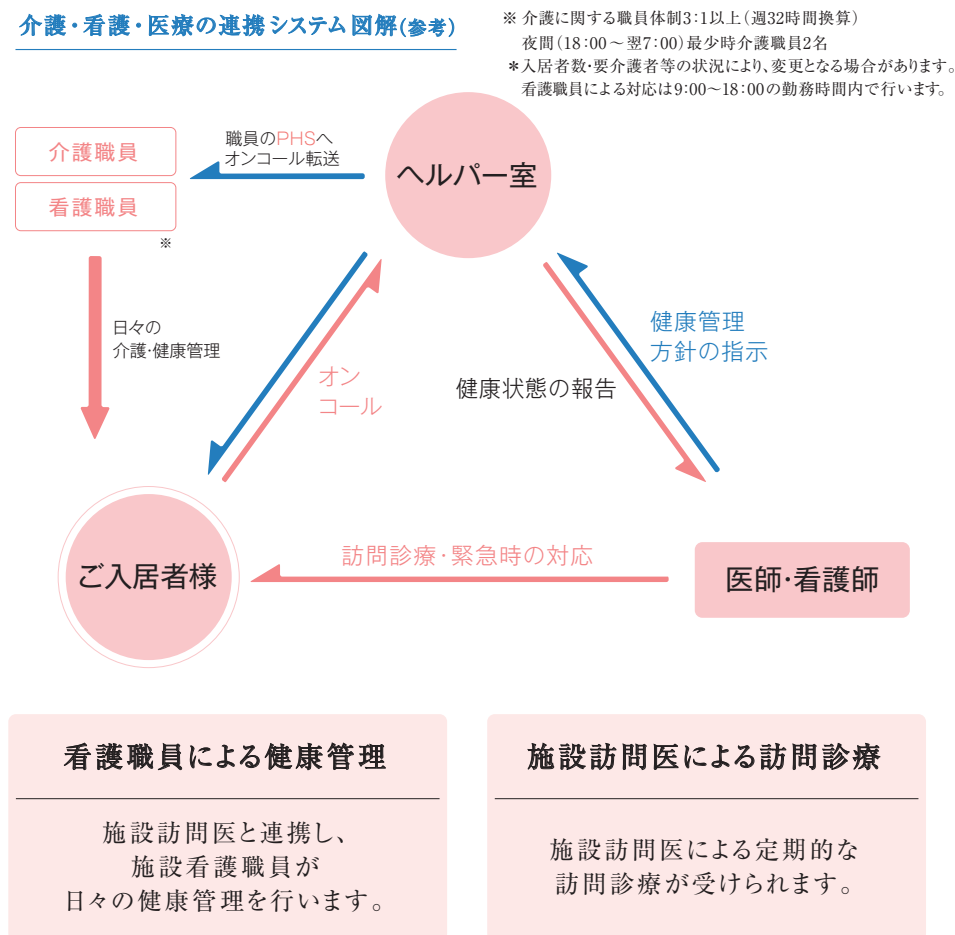 介護・看護・医療の連携システム図解(参考)
※ 介護に関する職員体制3:1以上(週32時間換算)
夜間(18:00～翌7:00)最少時介護職員2名
＊入居者数・要介護者等の状況により、変更となる場合があります。
看護職員による対応は9:00～18:00の勤務時間内で行います。
介護職員
看護職員
※
職員のPHSへ
オンコール転送
ヘルパー室
日々の
介護・健康管理
オン
コール
健康状態の報告
健康管理
方針の指示
ご入居者様
訪問診療・緊急時の対応
医師・看護師
看護職員による健康管理
施設訪問医と連携し、
施設看護職員が
日々の健康管理を行います。
施設訪問医による訪問診療
施設訪問医による定期的な
訪問診療が受けられます。